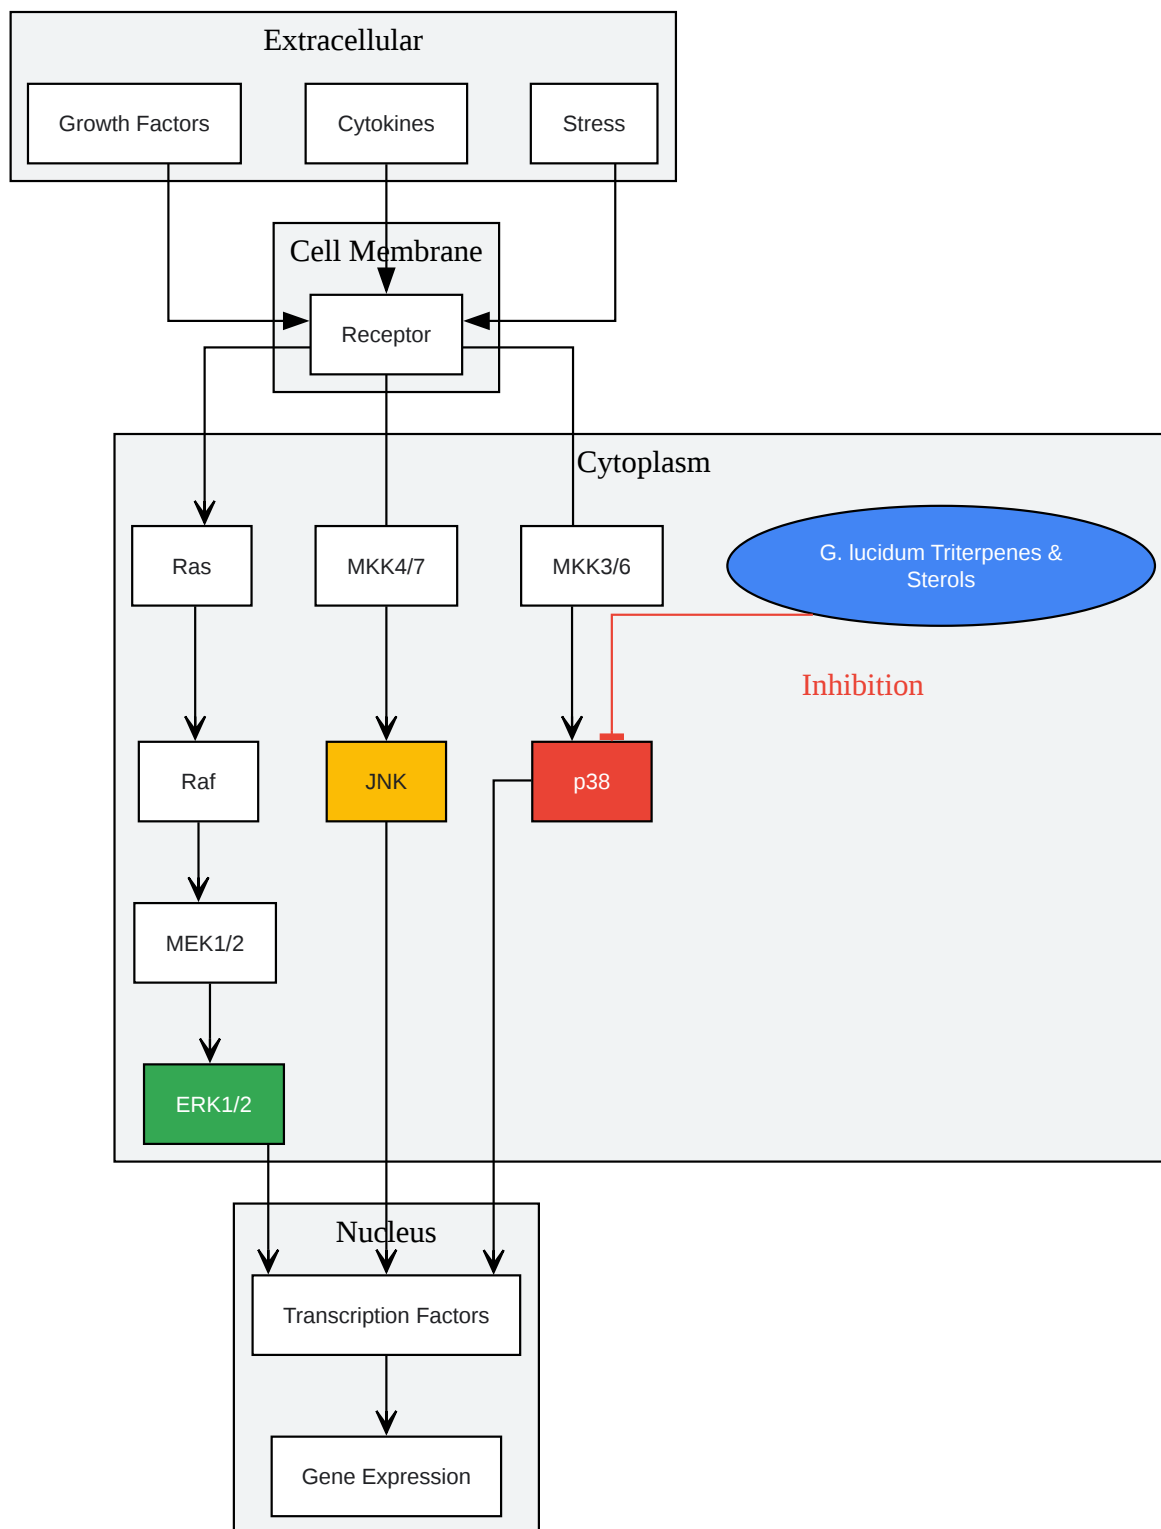 Extracellular
Growth Factors
Cytokines
Stress
Cell Membrane
Receptor
Cytoplasm
Ras
MKK4/7
MKK3/6
G. lucidum Triterpenes &
Sterols
Inhibition
Raf
JNK
p38
MEK1/2
ERK1/2
Nucleus
Transcription Factors
Gene Expression